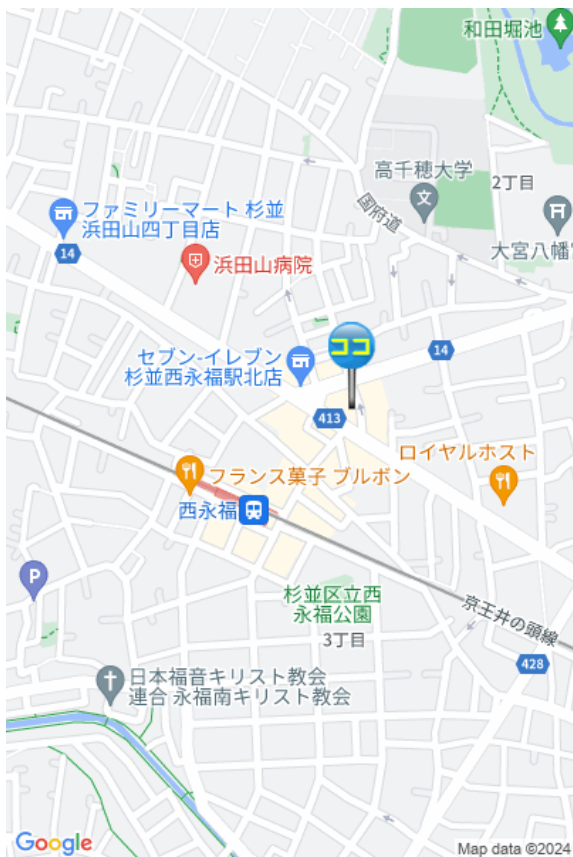 和田堀池
高千穂大学
2丁目
国府道
ファミリーマート 杉並
浜田山四丁目店
大宮八幡宮
14
浜田山病院
ココ
セブン-イレブン
杉並西永福駅北店
14
413
ロイヤルホスト
フランス菓子 ブルボン
西永福
P
杉並区立西
永福公園
京王井の頭線
3丁目
428
日本福音キリスト教会
連合 永福南キリスト教会
Google
Map data ©2024